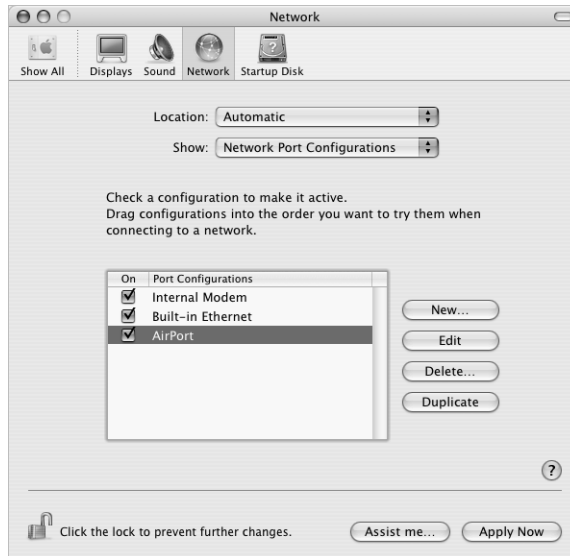 Network
Show All
Displays
Sound
Network
Startup Disk
Location: Automatic
Show: Network Port Configurations
Check a configuration to make it active.
Drag configurations into the order you want to try them when
connecting to a network.
On Port Configurations
Internal Modem
Built-in Ethernet
AirPort
New...
Edit
Delete...
Duplicate
?
Click the lock to prevent further changes.
Assist me...
Apply Now